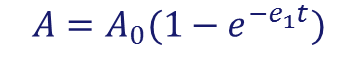 A = A₀(1 − e^{−e₁t})